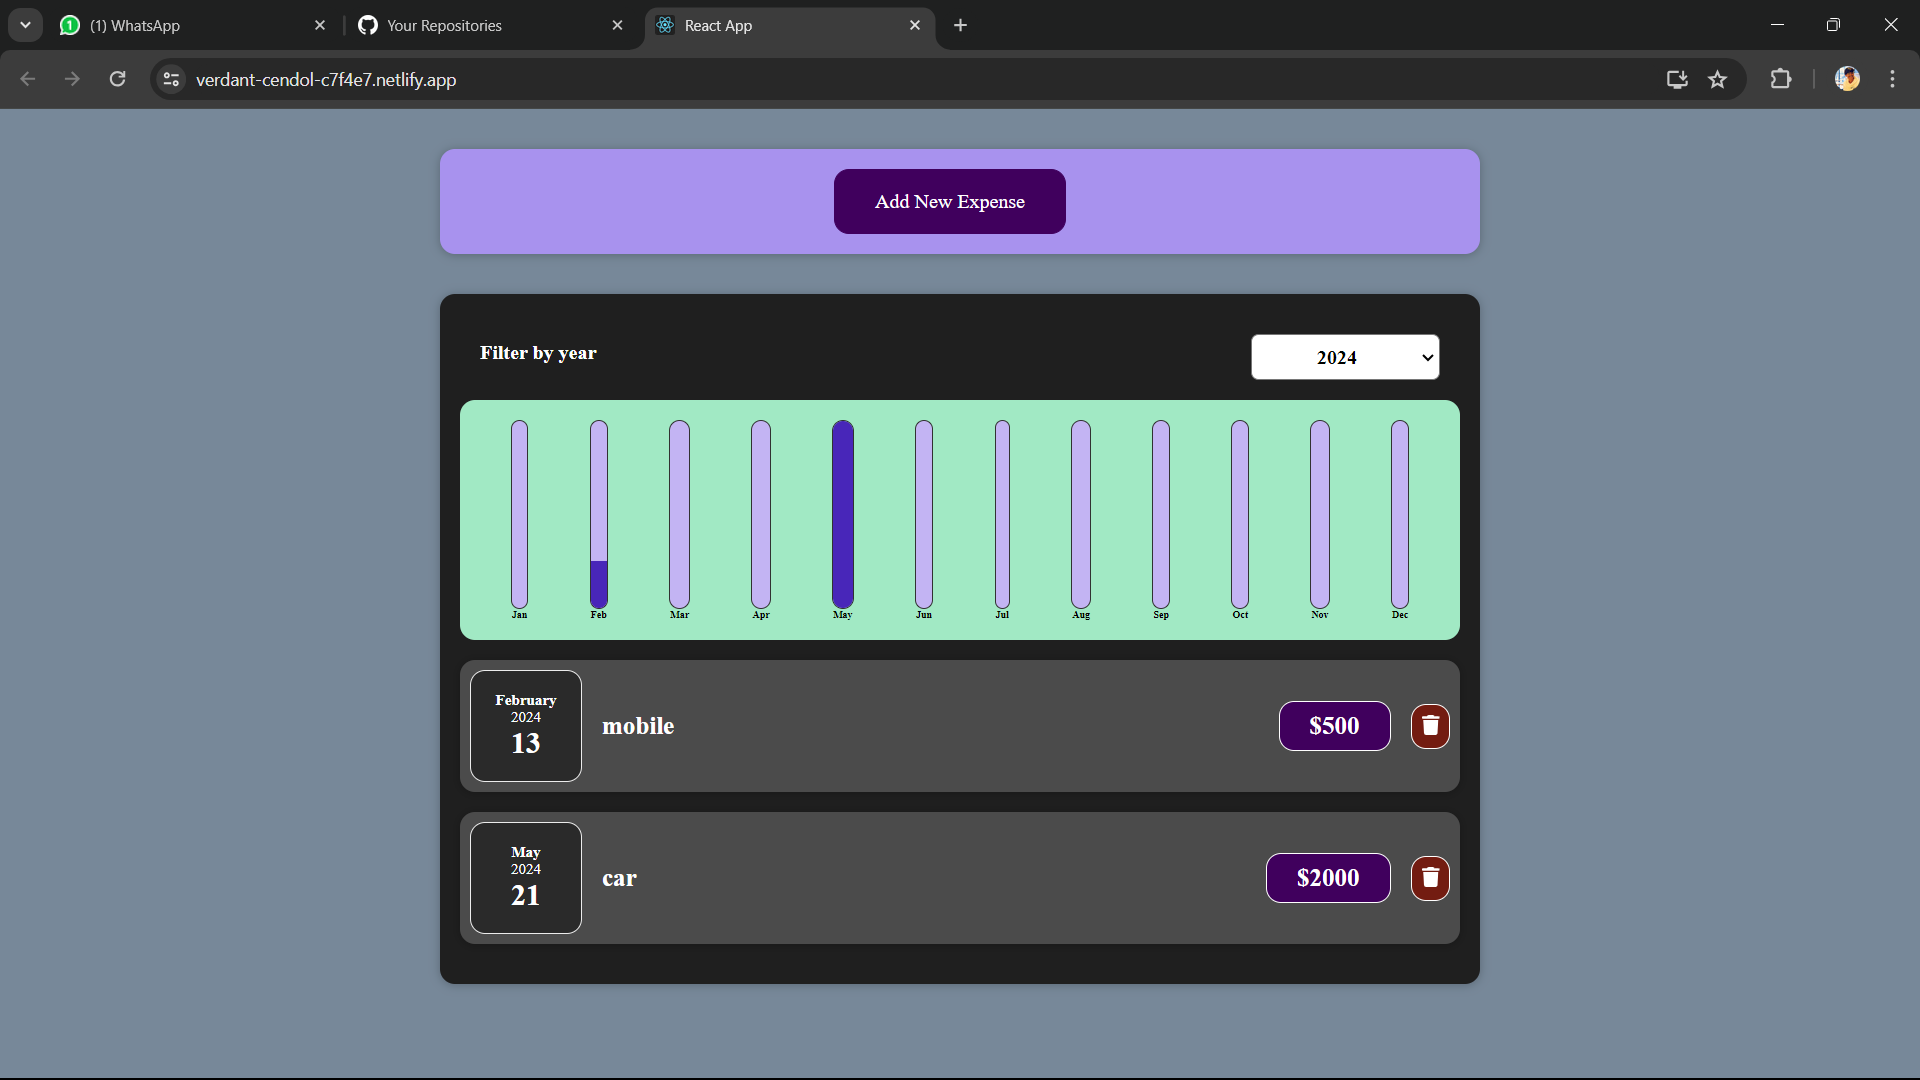 1 (1) WhatsApp
Your Repositories
React App
verdant-cendol-c7f4e7.netlify.app
Add New Expense
Filter by year
2024
Jan Feb Mar Apr May Jun Jul Aug Sep Oct Nov Dec
February
2024
13
mobile
$500
May
2024
21
car
$2000